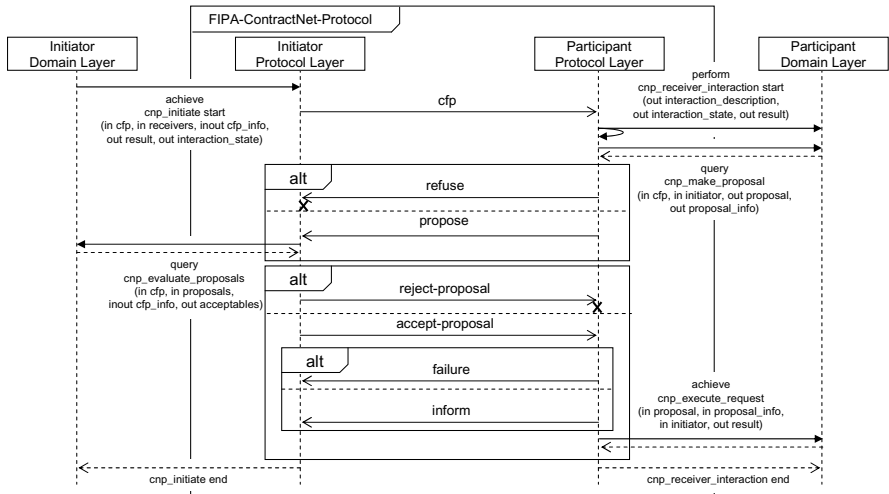 FIPA-ContractNet-Protocol
Initiator
Domain Layer
Initiator
Protocol Layer
Participant
Protocol Layer
Participant
Domain Layer
achieve
cnp_initiate start
(in cfp, in receivers, inout cfp_info,
out result, out interaction_state)
cfp
perform
cnp_receiver_interaction start
(out interaction_description,
out interaction_state, out result)
alt
refuse
X
propose
query
cnp_make_proposal
(in cfp, in initiator, out proposal,
out proposal_info)
query
cnp_evaluate_proposals
(in cfp, in proposals,
inout cfp_info, out acceptables)
alt
reject-proposal
X
accept-proposal
alt
failure
inform
achieve
cnp_execute_request
(in proposal, in proposal_info,
in initiator, out result)
cnp_initiate end
cnp_receiver_interaction end